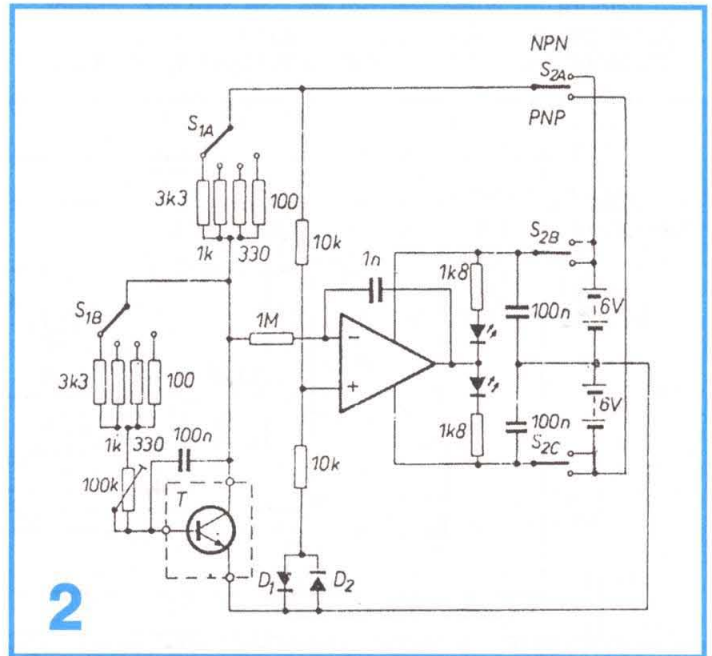 NPN
S2A
PNP
S1A
3k3
100
1k 330
10k
S2B
1k8
1n
6V
100n
S1B
1M
3k3
100
-
+
1k 330
100n
10k
1k8
100n
6V
S2C
100k
T
D1
D2
2